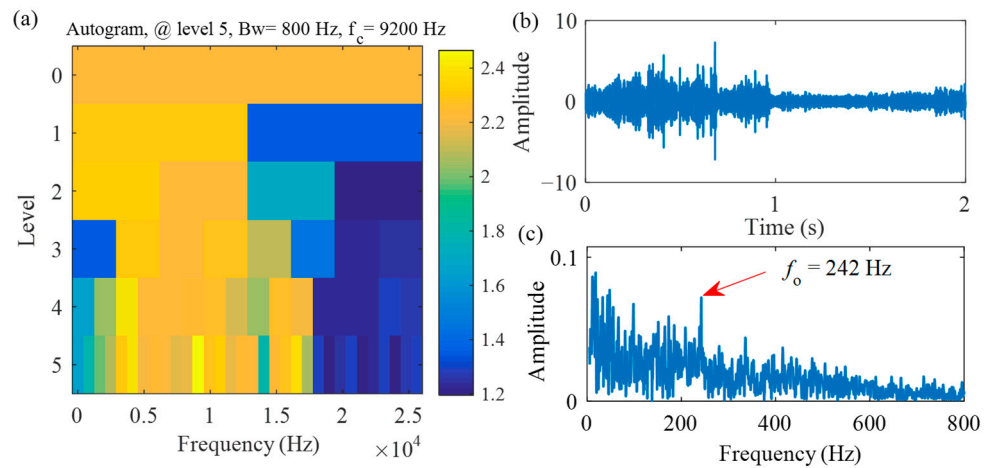 (a)
Autogram, @ level 5, Bw= 800 Hz, f_c= 9200 Hz
Level
0
1
2
3
4
5
0 0.5 1 1.5 2 2.5
×10^4
Frequency (Hz)
2.4
2.2
2
1.8
1.6
1.4
1.2
(b)
Amplitude
10
0
−10
0 1 2
Time (s)
(c)
Amplitude
0.1
0
f_o = 242 Hz
0 200 400 600 800
Frequency (Hz)